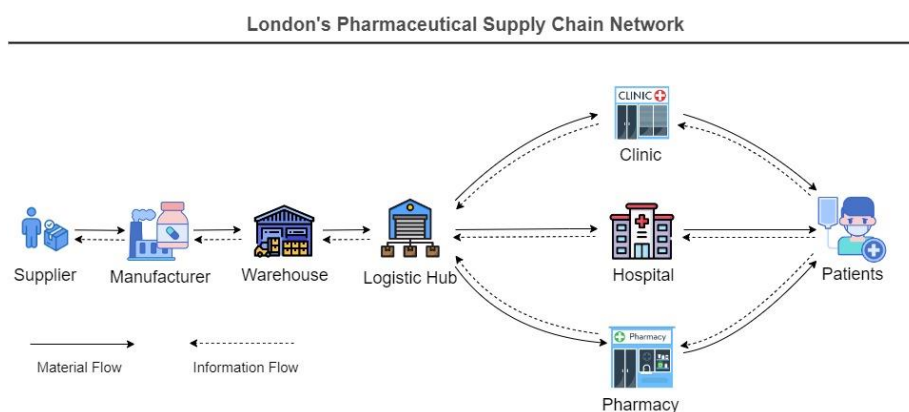 London's Pharmaceutical Supply Chain Network
CLINIC
Clinic
Supplier
Manufacturer
Warehouse
Logistic Hub
Hospital
Patients
Material Flow
Information Flow
Pharmacy
Pharmacy